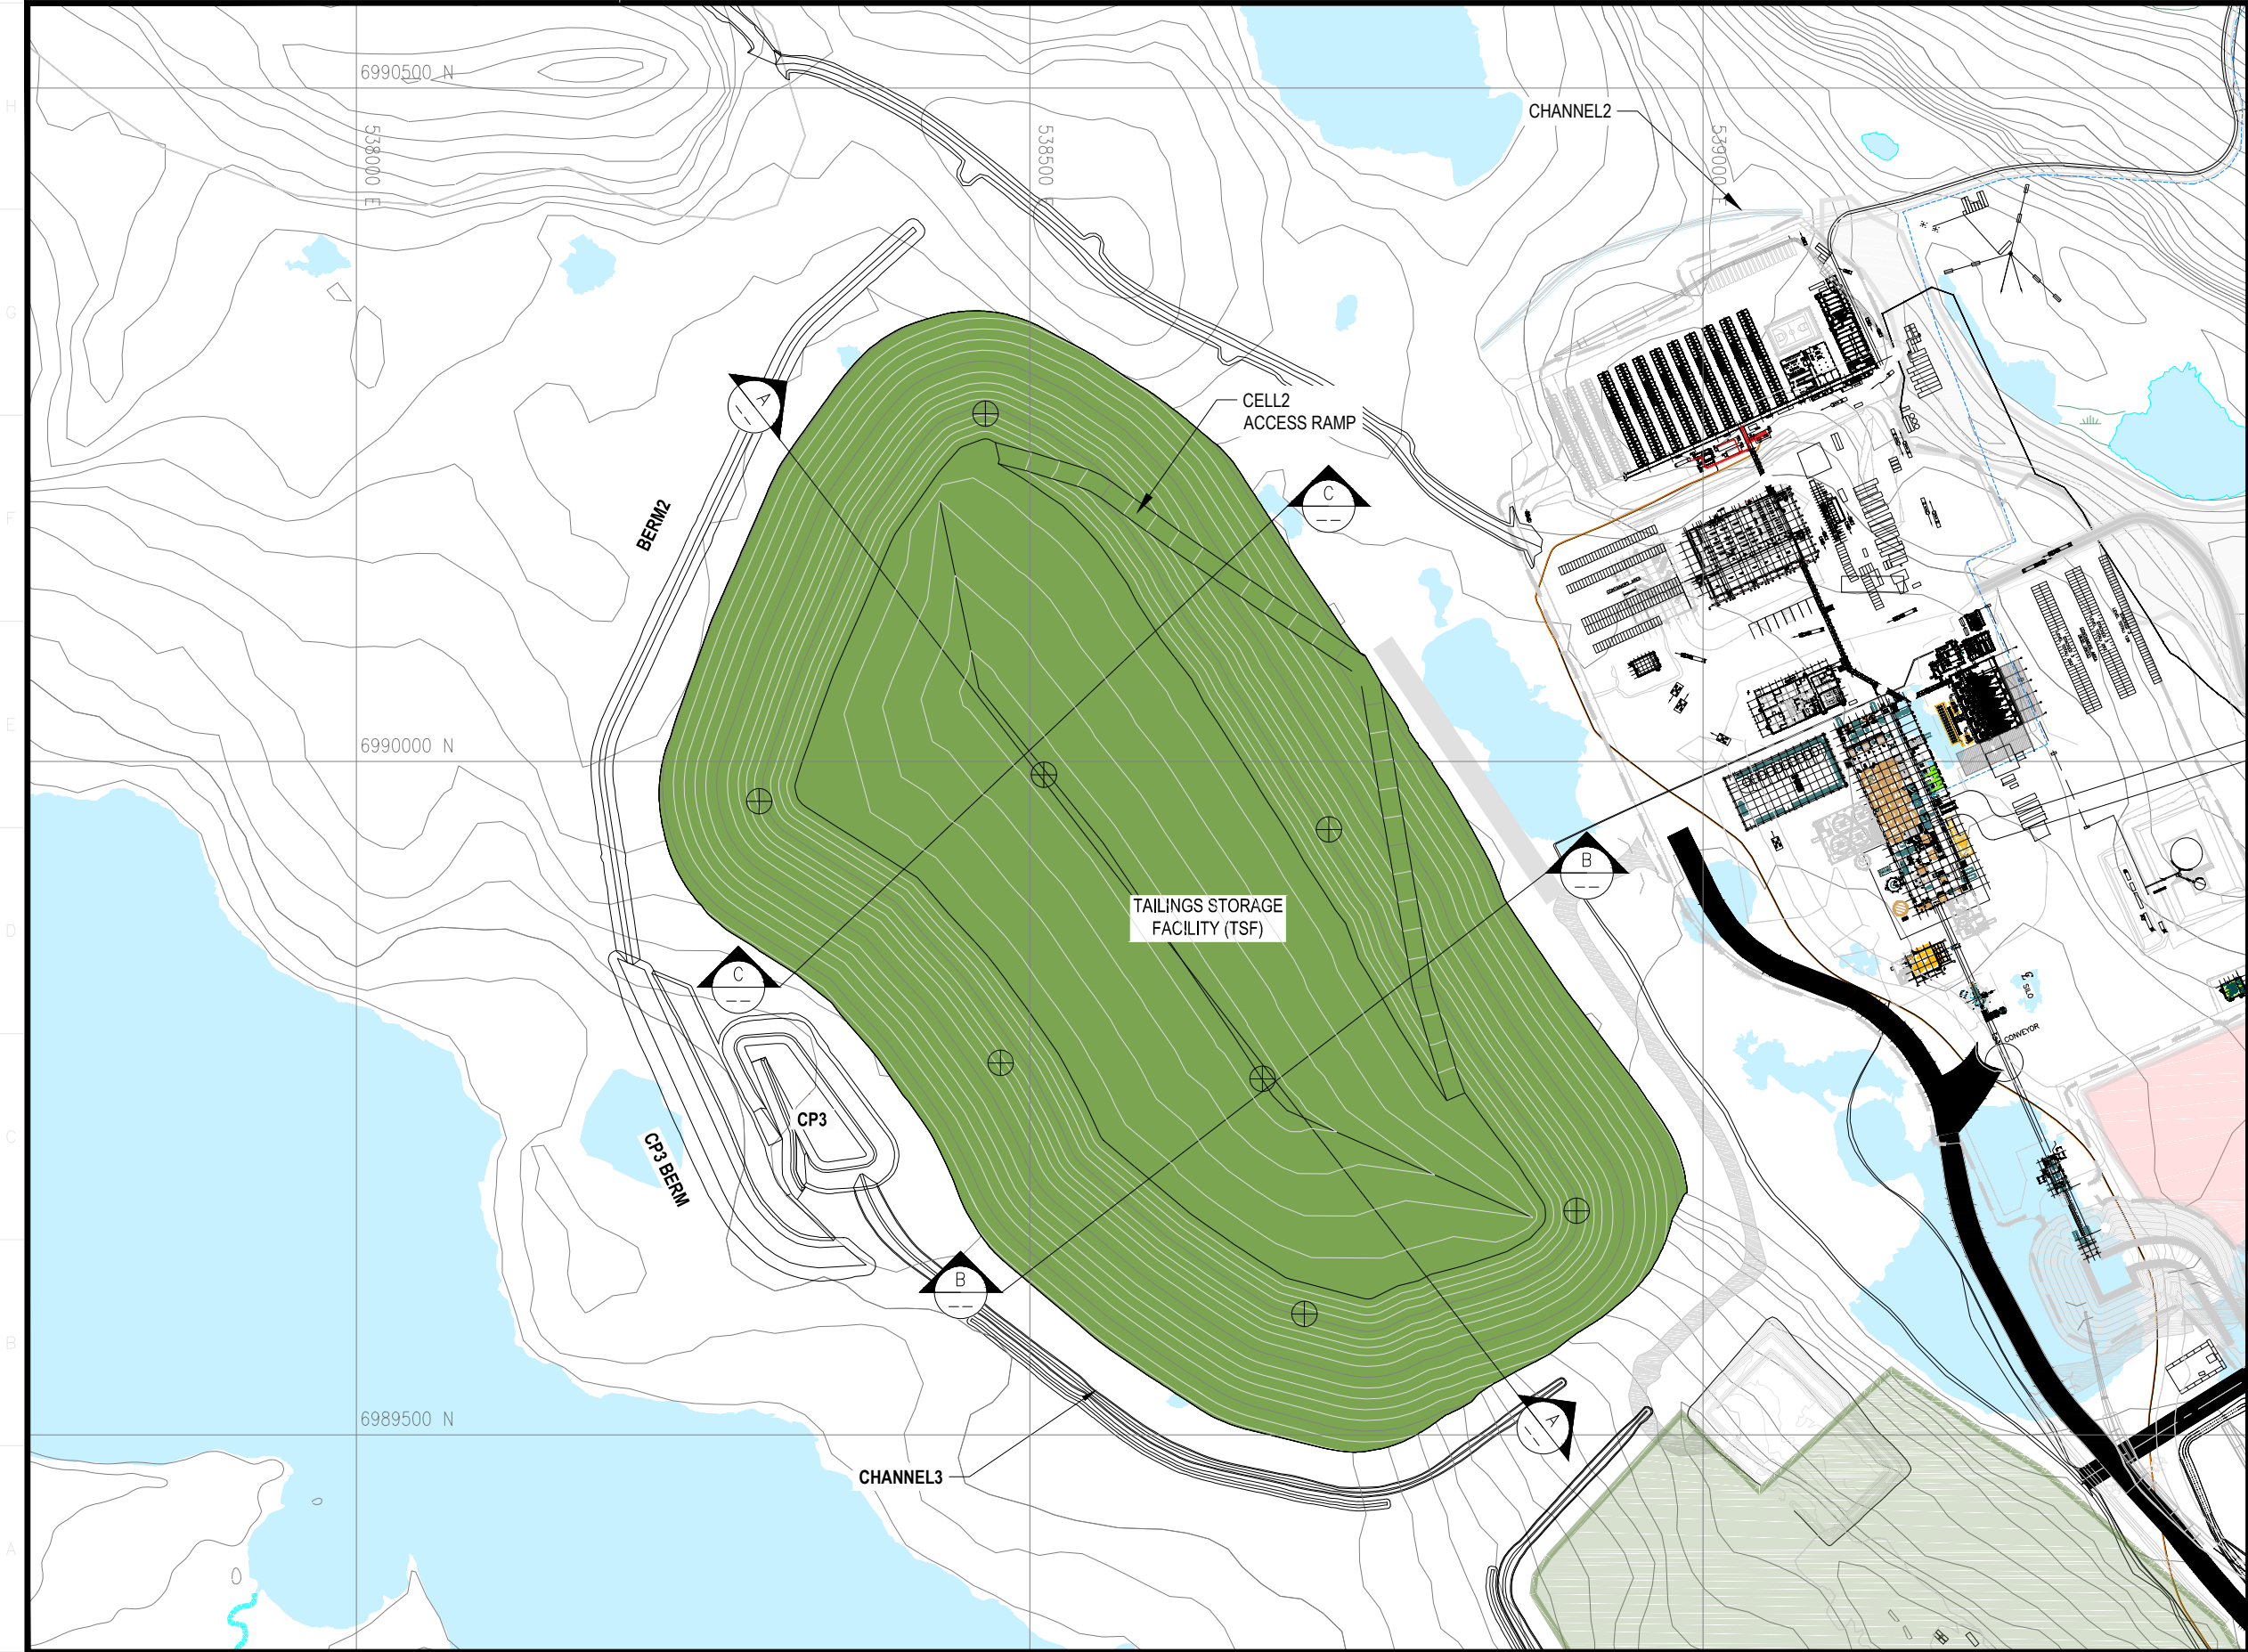 6990500 N
538000 E
538500 E
539000 E
CHANNEL2
H
G
F
E
D
C
B
A
A
BERM2
CELL2
ACCESS RAMP
C
6990000 N
B
TAILINGS STORAGE
FACILITY (TSF)
C
CP3
CP3 BERM
SILO
CONVEYOR
B
6989500 N
CHANNEL3
A